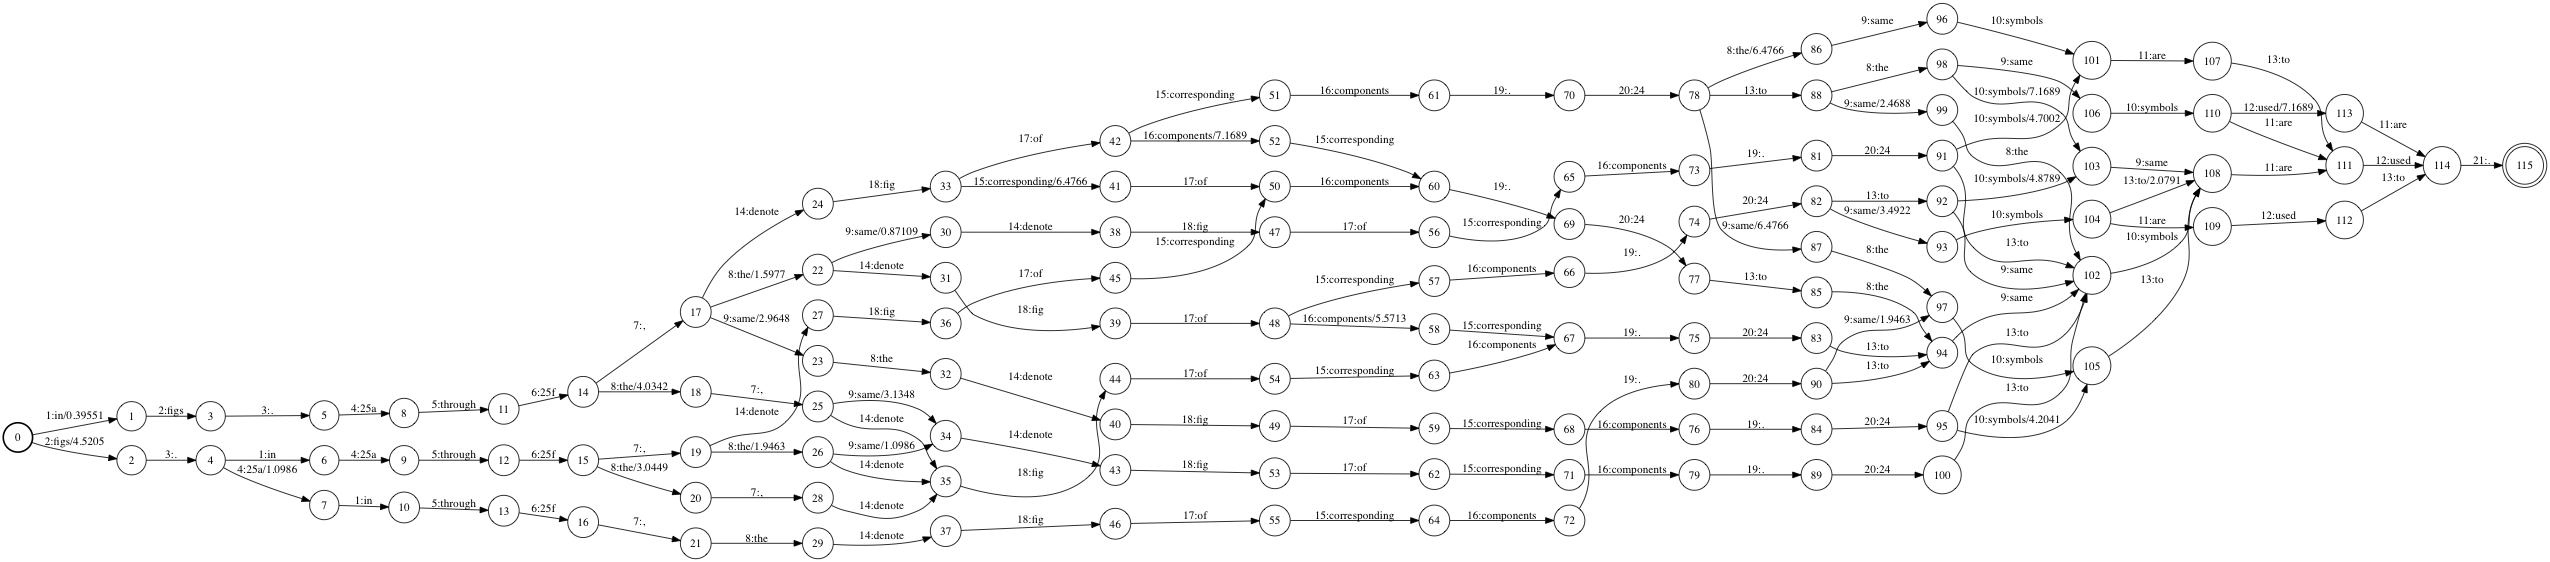 9:same 96 10:symbols
8:the/6.4766 86 101 11:are 107 13:to
8:the 98 9:same
15:corresponding 51 16:components 61 19:. 70 20:24 78 13:to 88 9:same/2.4688 99 10:symbols/7.1689 106 10:symbols 110 12:used/7.1689 113 11:are
17:of 42 16:components/7.1689 52 15:corresponding 10:symbols/4.7002 11:are
19:. 81 20:24 91 8:the 103 9:same 108 11:are 111 12:used 114 21:. 115
18:fig 33 15:corresponding/6.4766 41 17:of 50 16:components 60 19:. 65 16:components 73 10:symbols/4.8789 13:to/2.0791 13:to
14:denote 24 20:24 82 13:to 92 9:same/3.4922 10:symbols 104 11:are 109 12:used 112
9:same/0.87109 30 14:denote 38 18:fig 47 17:of 56 15:corresponding 69 20:24 74 9:same/6.4766 93 13:to 10:symbols
15:corresponding 19:. 87 8:the
8:the/1.5977 22 14:denote 31 17:of 45 15:corresponding 57 16:components 66 77 13:to 85 8:the 9:same 102 13:to
7:, 17 9:same/2.9648 27 18:fig 36 18:fig 39 17:of 48 16:components/5.5713 58 15:corresponding 9:same/1.9463 97 9:same
67 19:. 75 20:24 83 13:to 94 13:to
23 8:the 32 16:components 13:to 10:symbols 105
6:25f 14 8:the/4.0342 18 7:, 14:denote 44 17:of 54 15:corresponding 63 19:. 80 20:24 90 13:to
1:in/0.39551 1 2:figs 3 3:. 5 4:25a 8 5:through 11 14:denote 25 9:same/3.1348 14:denote 40 18:fig 49 17:of 59 15:corresponding 68 16:components 76 19:. 84 20:24 95 10:symbols/4.2041
0 2:figs/4.5205 34 14:denote
2 3:. 4 1:in 6 4:25a 9 5:through 12 6:25f 15 7:, 19 8:the/1.9463 26 9:same/1.0986 14:denote 43 18:fig 53 17:of 62 15:corresponding 71 16:components 79 19:. 89 20:24 100
4:25a/1.0986 8:the/3.0449 35 18:fig
7 1:in 10 5:through 13 6:25f 16 20 7:, 28 14:denote
7:, 21 8:the 29 14:denote 37 18:fig 46 17:of 55 15:corresponding 64 16:components 72